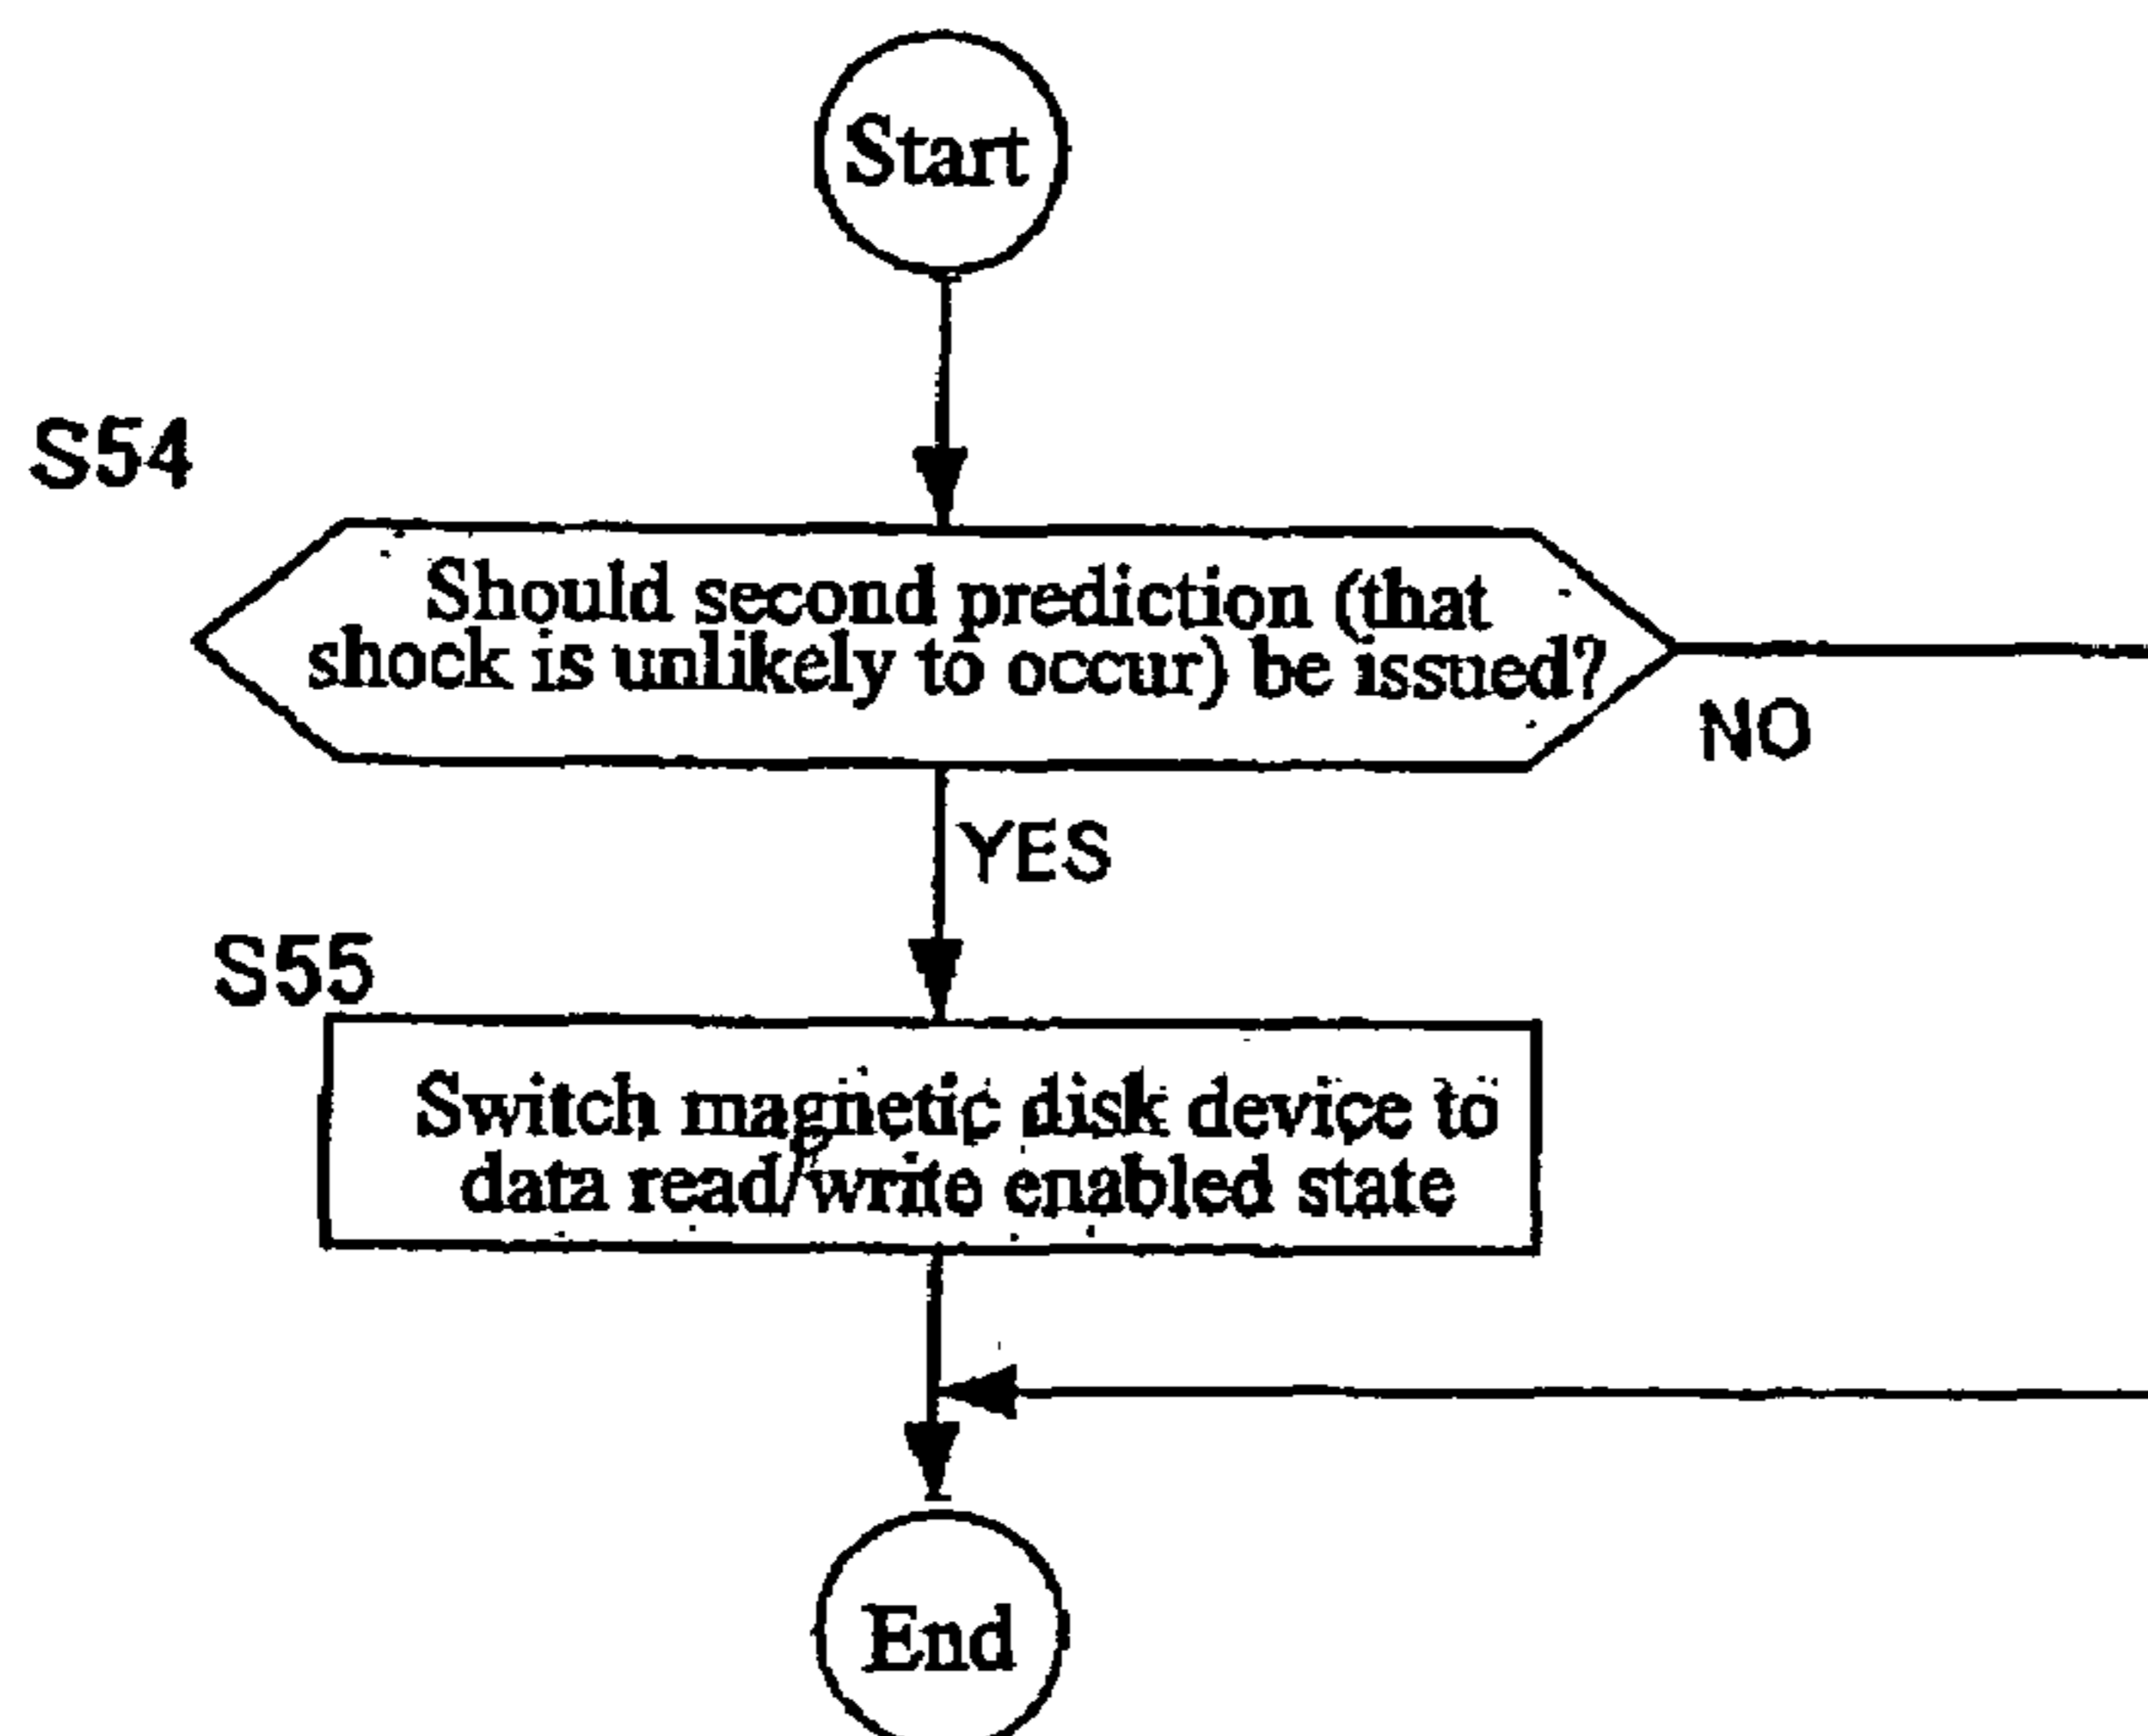 Start
S54
Should second prediction (that
shock is unlikely to occur) be issued?
NO
YES
S55
Switch magnetic disk device to
data read/write enabled state
End